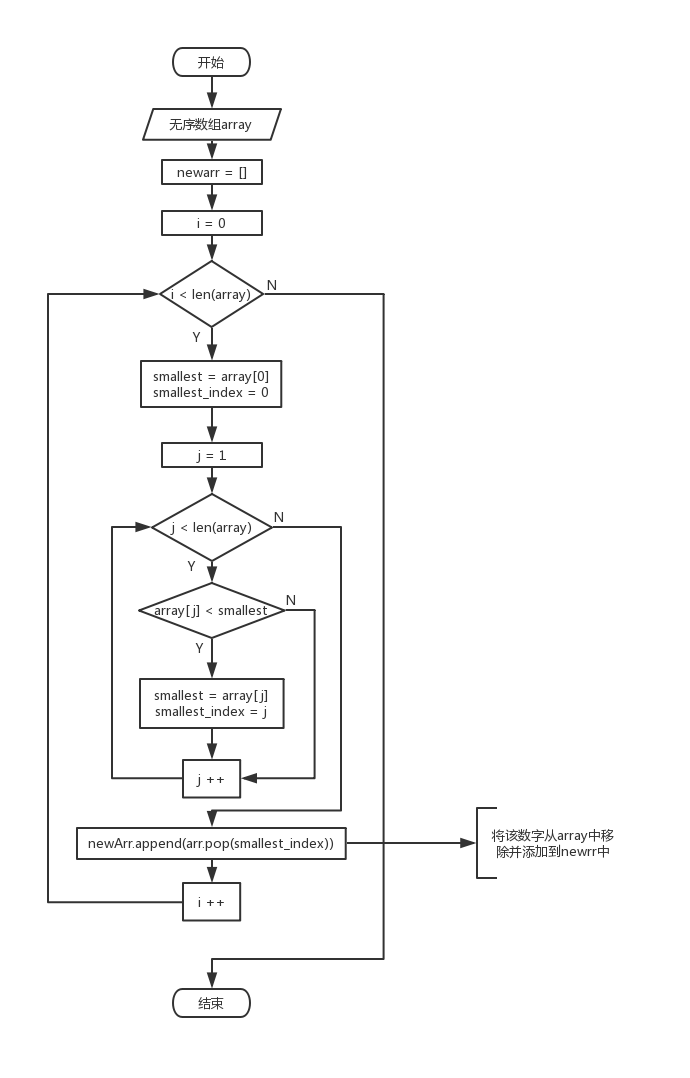 开始
无序数组array
newarr = []
i = 0
i < len(array)
N
Y
smallest = array[0]
smallest_index = 0
j = 1
j < len(array)
N
Y
array[j] < smallest
N
Y
smallest = array[j]
smallest_index = j
j ++
newArr.append(arr.pop(smallest_index))
将该数字从array中移
除并添加到newrr中
i ++
结束